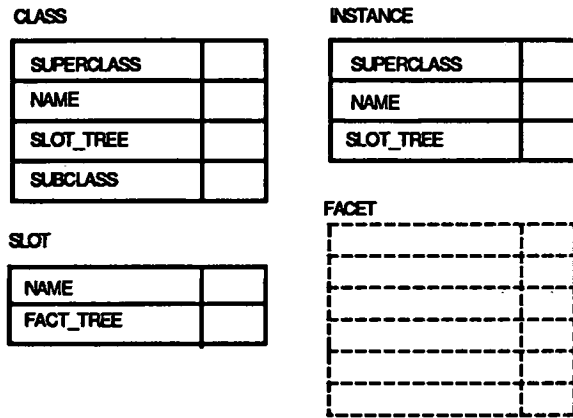 CLASS
SUPERCLASS
NAME
SLOT_TREE
SUBCLASS
INSTANCE
SUPERCLASS
NAME
SLOT_TREE
SLOT
NAME
FACT_TREE
FACET